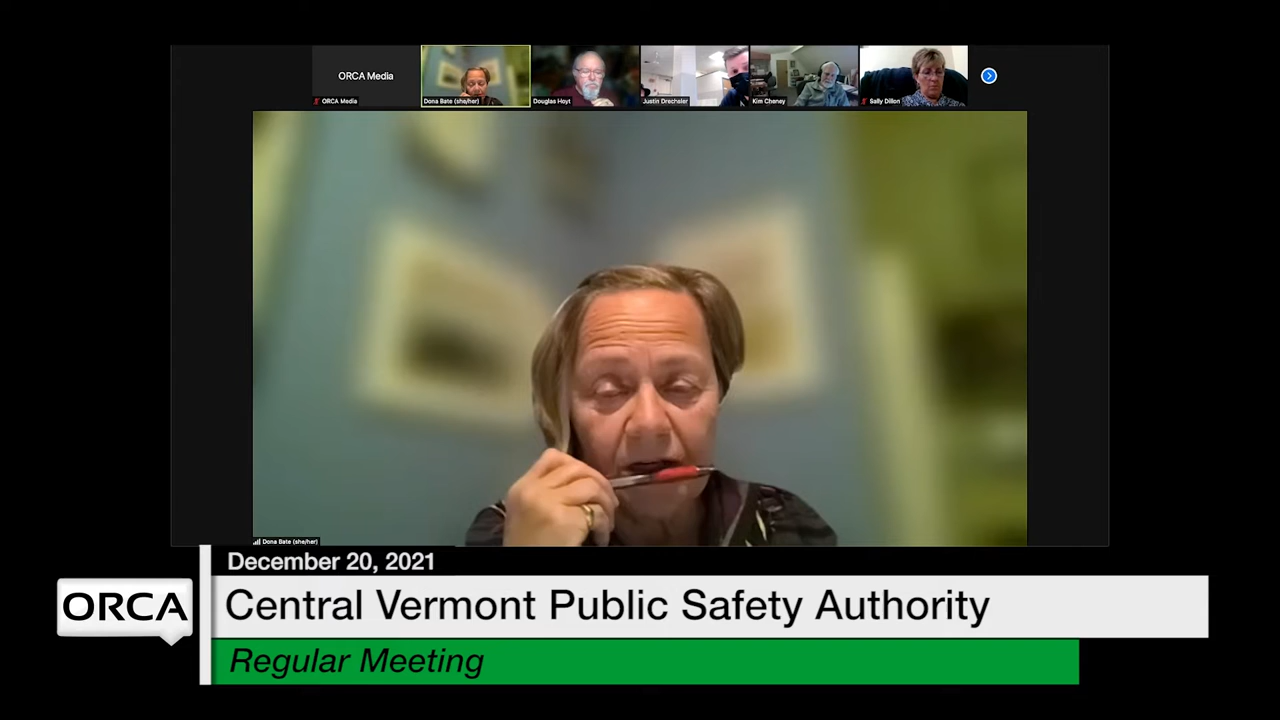 ORCA Media
ORCA Media
Dona Bate (she/her)
Douglas Hoyt
Justin Drechsler
Kim Cheney
Sally Dillon
Dona Bate (she/her)
December 20, 2021
ORCA
Central Vermont Public Safety Authority
Regular Meeting